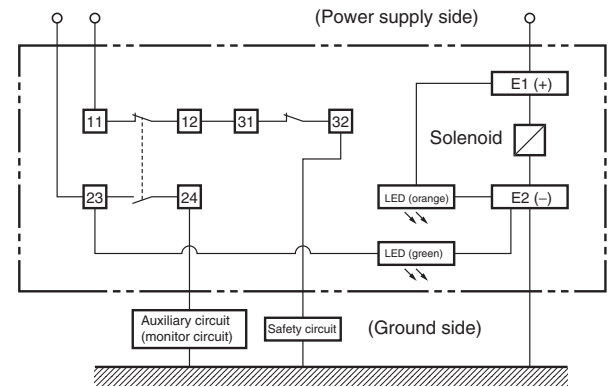 (Power supply side)
E1 (+)
11
12
31
32
Solenoid
23
24
LED (orange)
E2 (–)
LED (green)
Auxiliary circuit
(monitor circuit)
Safety circuit
(Ground side)